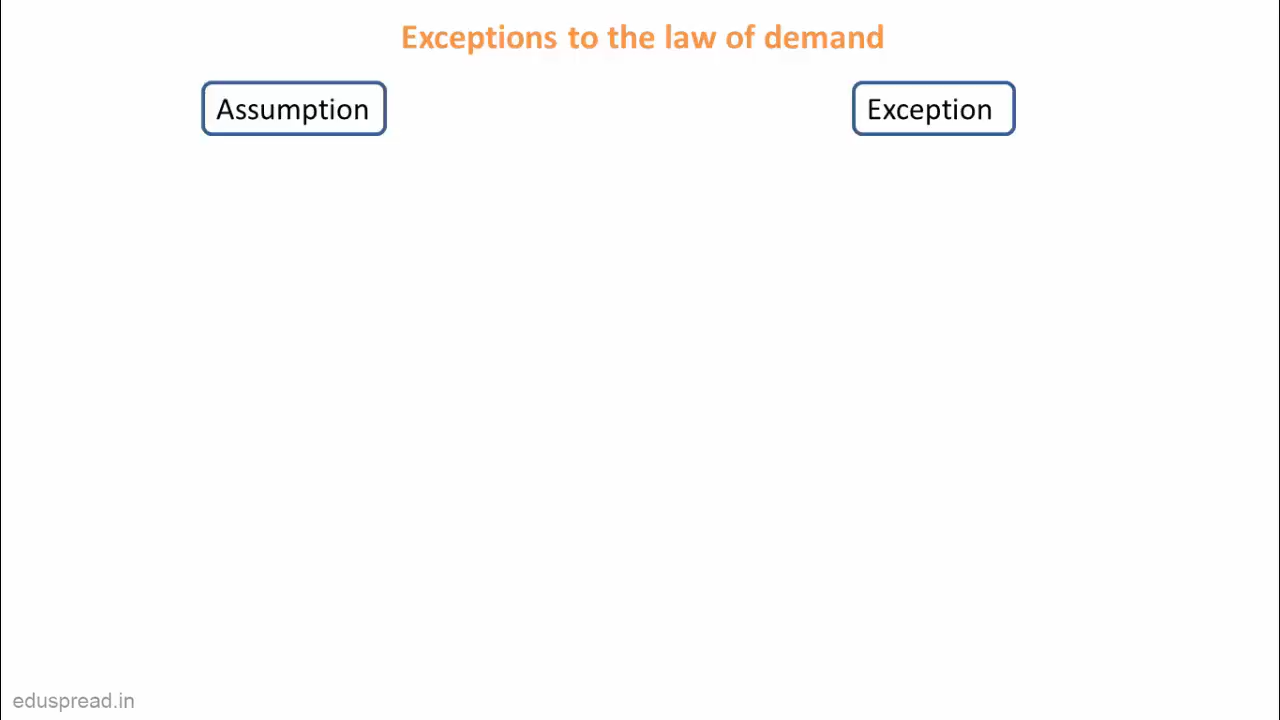 Exceptions to the law of demand
Assumption
Exception
eduspread.in